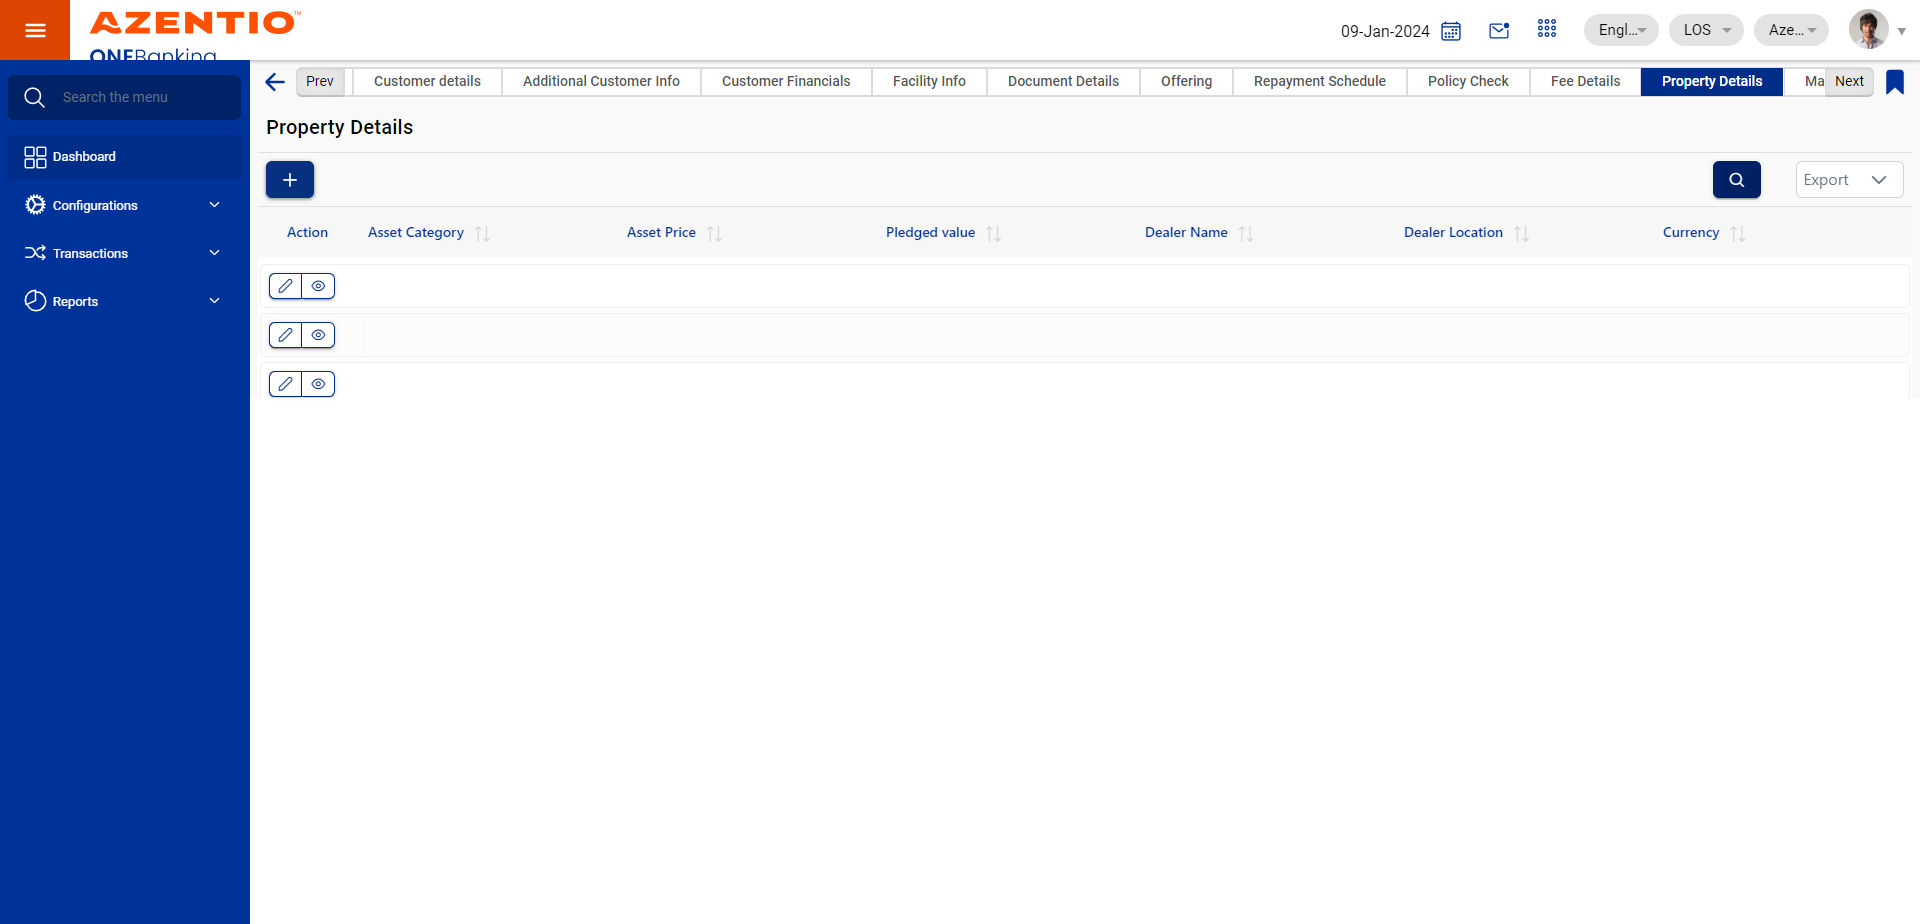 AZENTIO™
ONEBanking
09-Jan-2024
Engl...
LOS
Aze...
Search the menu
Dashboard
Configurations
Transactions
Reports
Prev
Customer details
Additional Customer Info
Customer Financials
Facility Info
Document Details
Offering
Repayment Schedule
Policy Check
Fee Details
Property Details
Ma
Next
Property Details
Export
Action
Asset Category
Asset Price
Pledged value
Dealer Name
Dealer Location
Currency